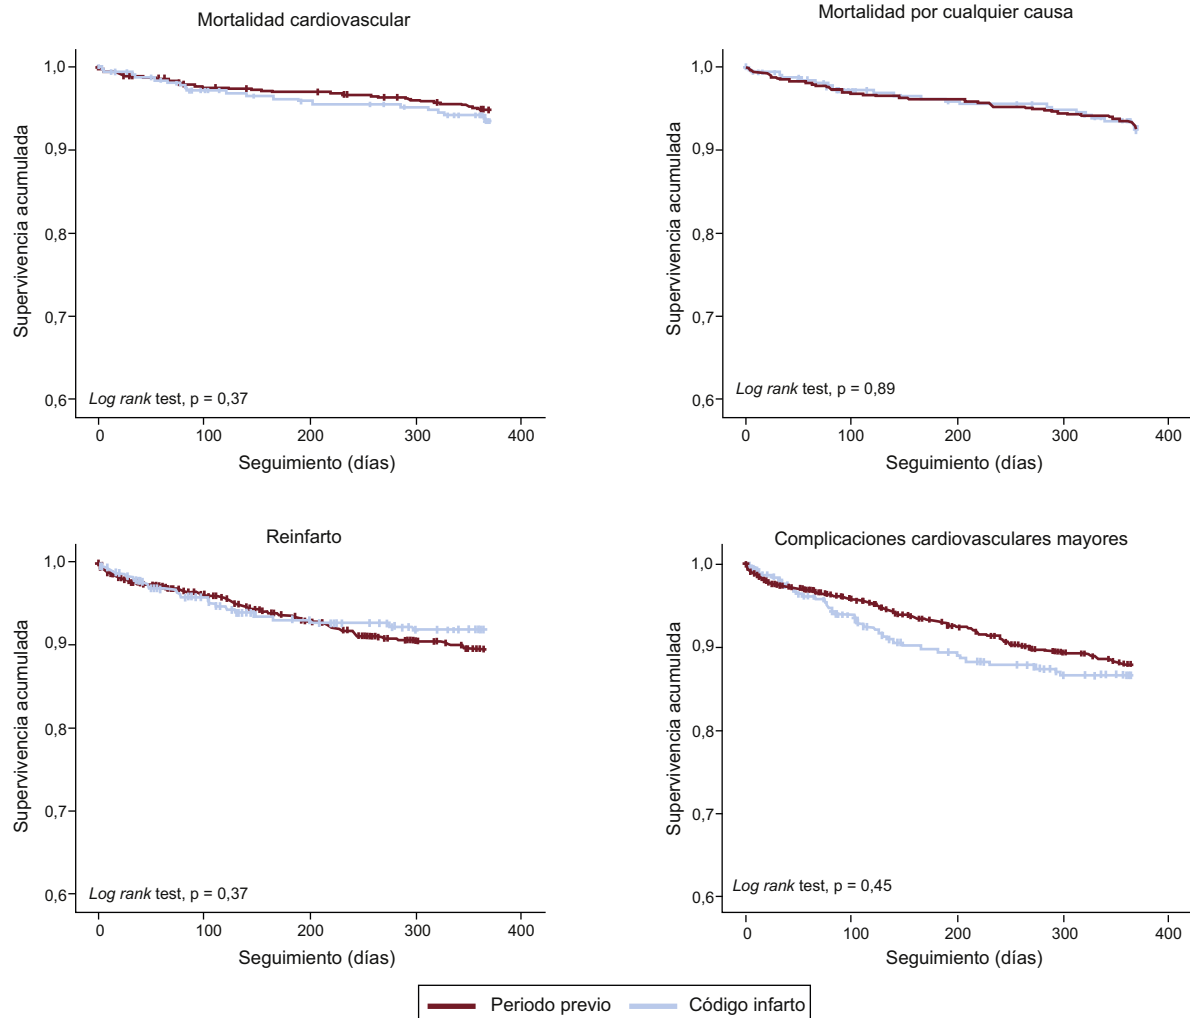 Mortalidad cardiovascular
Supervivencia acumulada
1,0
0,9
0,8
0,7
0,6
Log rank test, p = 0,37
0 100 200 300 400
Seguimiento (días)
Mortalidad por cualquier causa
Supervivencia acumulada
1,0
0,9
0,8
0,7
0,6
Log rank test, p = 0,89
0 100 200 300 400
Seguimiento (días)
Reinfarto
Supervivencia acumulada
1,0
0,9
0,8
0,7
0,6
Log rank test, p = 0,37
0 100 200 300 400
Seguimiento (días)
Complicaciones cardiovasculares mayores
Supervivencia acumulada
1,0
0,9
0,8
0,7
0,6
Log rank test, p = 0,45
0 100 200 300 400
Seguimiento (días)
Periodo previo Código infarto